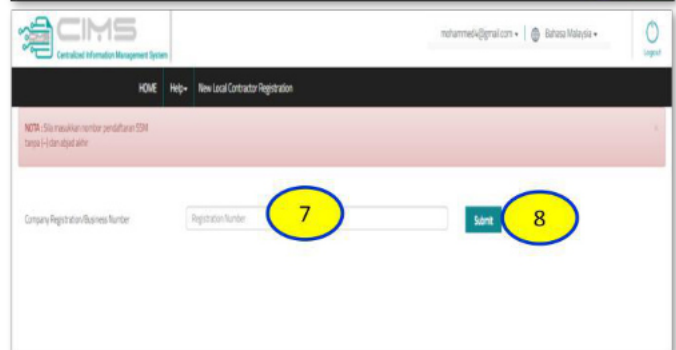 CIMS
Centralized Information Management System
mohammed4@gmail.com
Bahasa Malaysia
Logout
HOME Help New Local Contractor Registration
NOTA : Sila masukkan nombor pendaftaran SSM
tanpa (-) dan abjad akhir
Company Registration/Business Number Registration Number 7 Submit 8